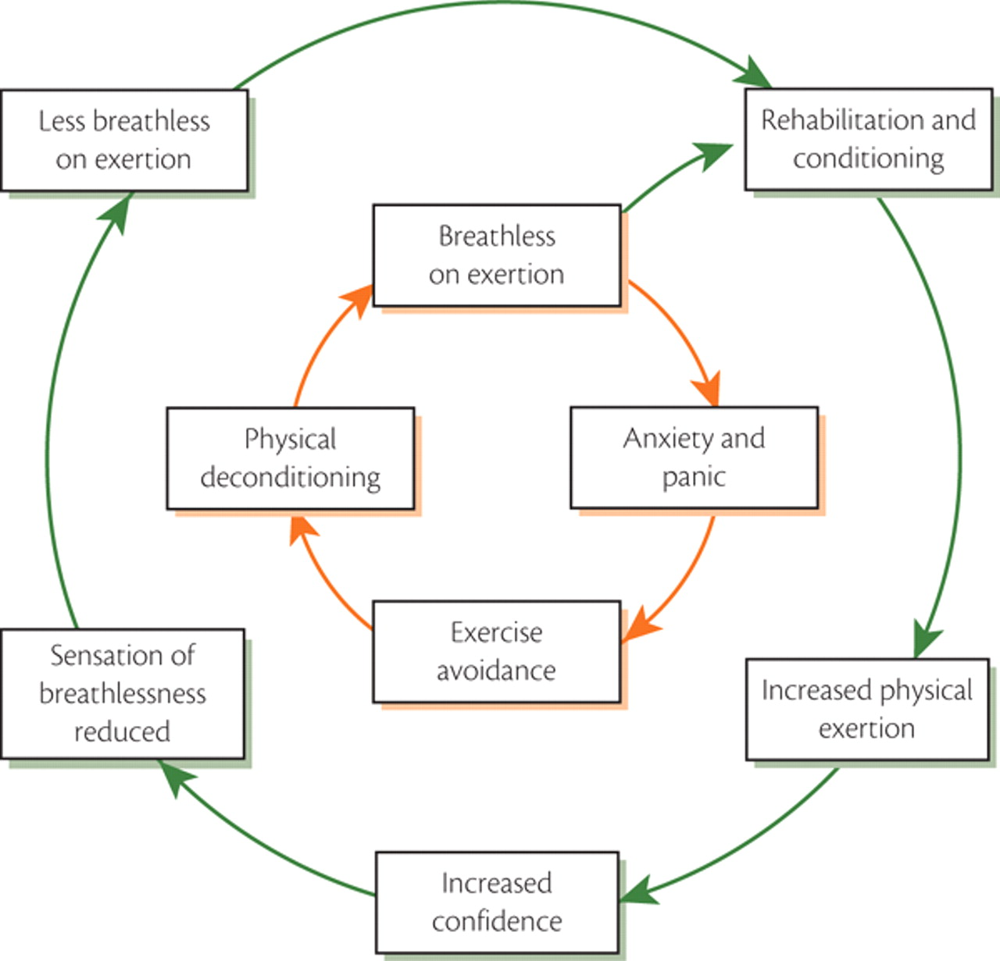 Less breathless
on exertion
Rehabilitation and
conditioning
Breathless
on exertion
Physical
deconditioning
Anxiety and
panic
Exercise
avoidance
Sensation of
breathlessness
reduced
Increased physical
exertion
Increased
confidence